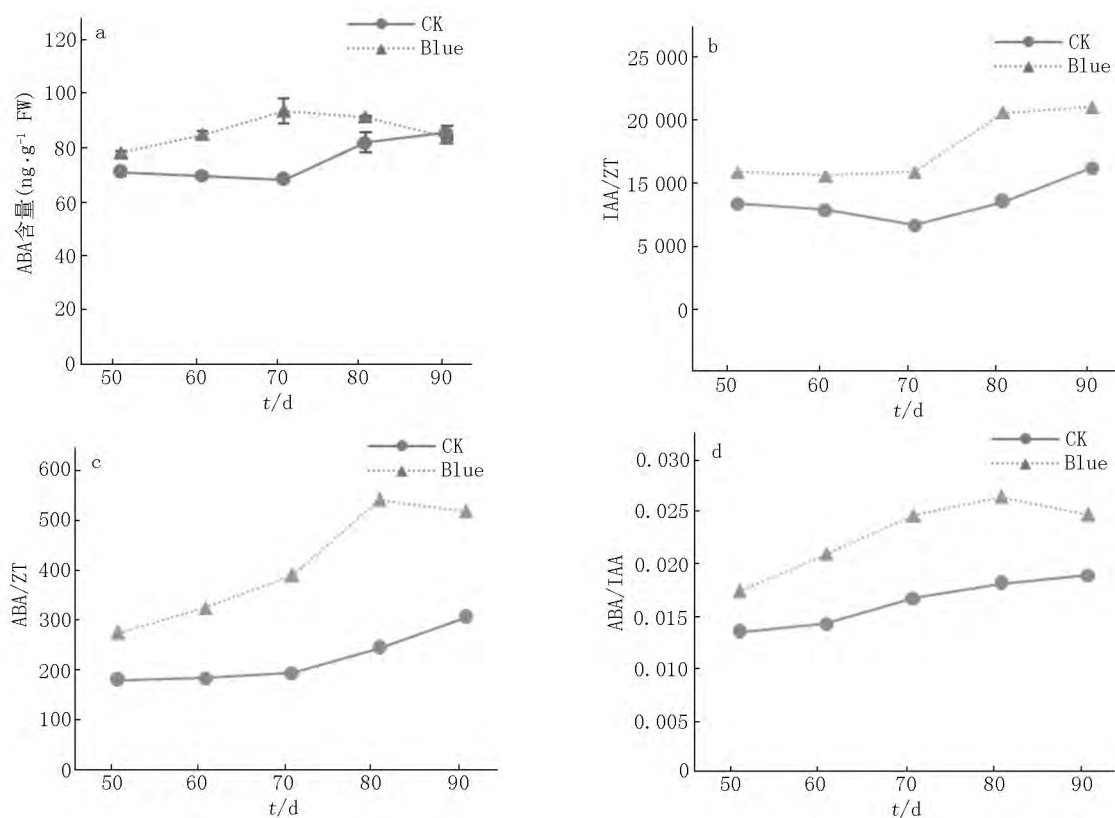 a
CK
Blue
120
100
80
60
40
20
0
ABA含量(ng·g⁻¹ FW)
50 60 70 80 90
t/d
b
CK
Blue
25 000
20 000
15 000
5 000
0
IAA/ZT
50 60 70 80 90
t/d
c
CK
Blue
600
500
400
300
200
100
0
ABA/ZT
50 60 70 80 90
t/d
d
CK
Blue
0.030
0.025
0.020
0.015
0.010
0.005
0
ABA/IAA
50 60 70 80 90
t/d